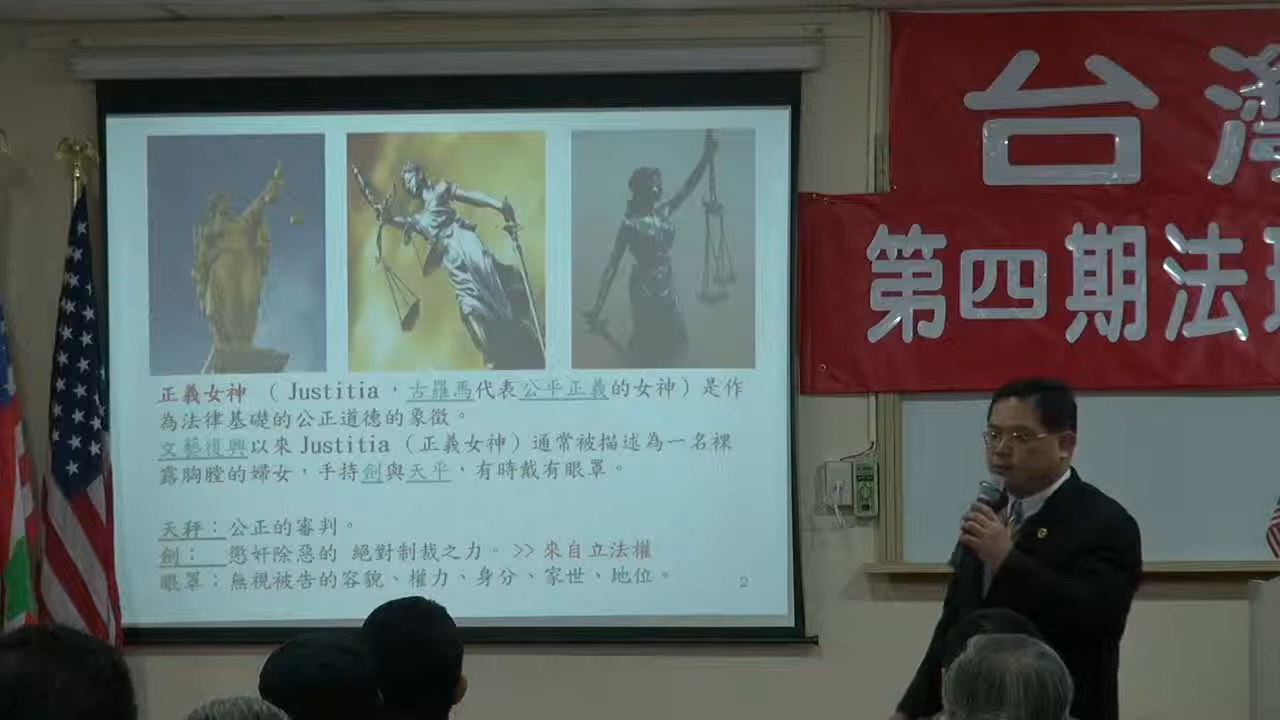 正義女神 （ Justitia，古羅馬代表公平正義的女神）是作
為法律基礎的公正道德的象徵。
文藝復興以來 Justitia（正義女神）通常被描述為一名裸
露胸膛的婦女，手持劍與天平，有時戴有眼罩。
天秤：公正的審判。
劍： 懲奸除惡的 絕對制裁之力。 >> 來自立法權
眼罩：無視被告的容貌、權力、身分、家世、地位。
2
台灣
第四期法